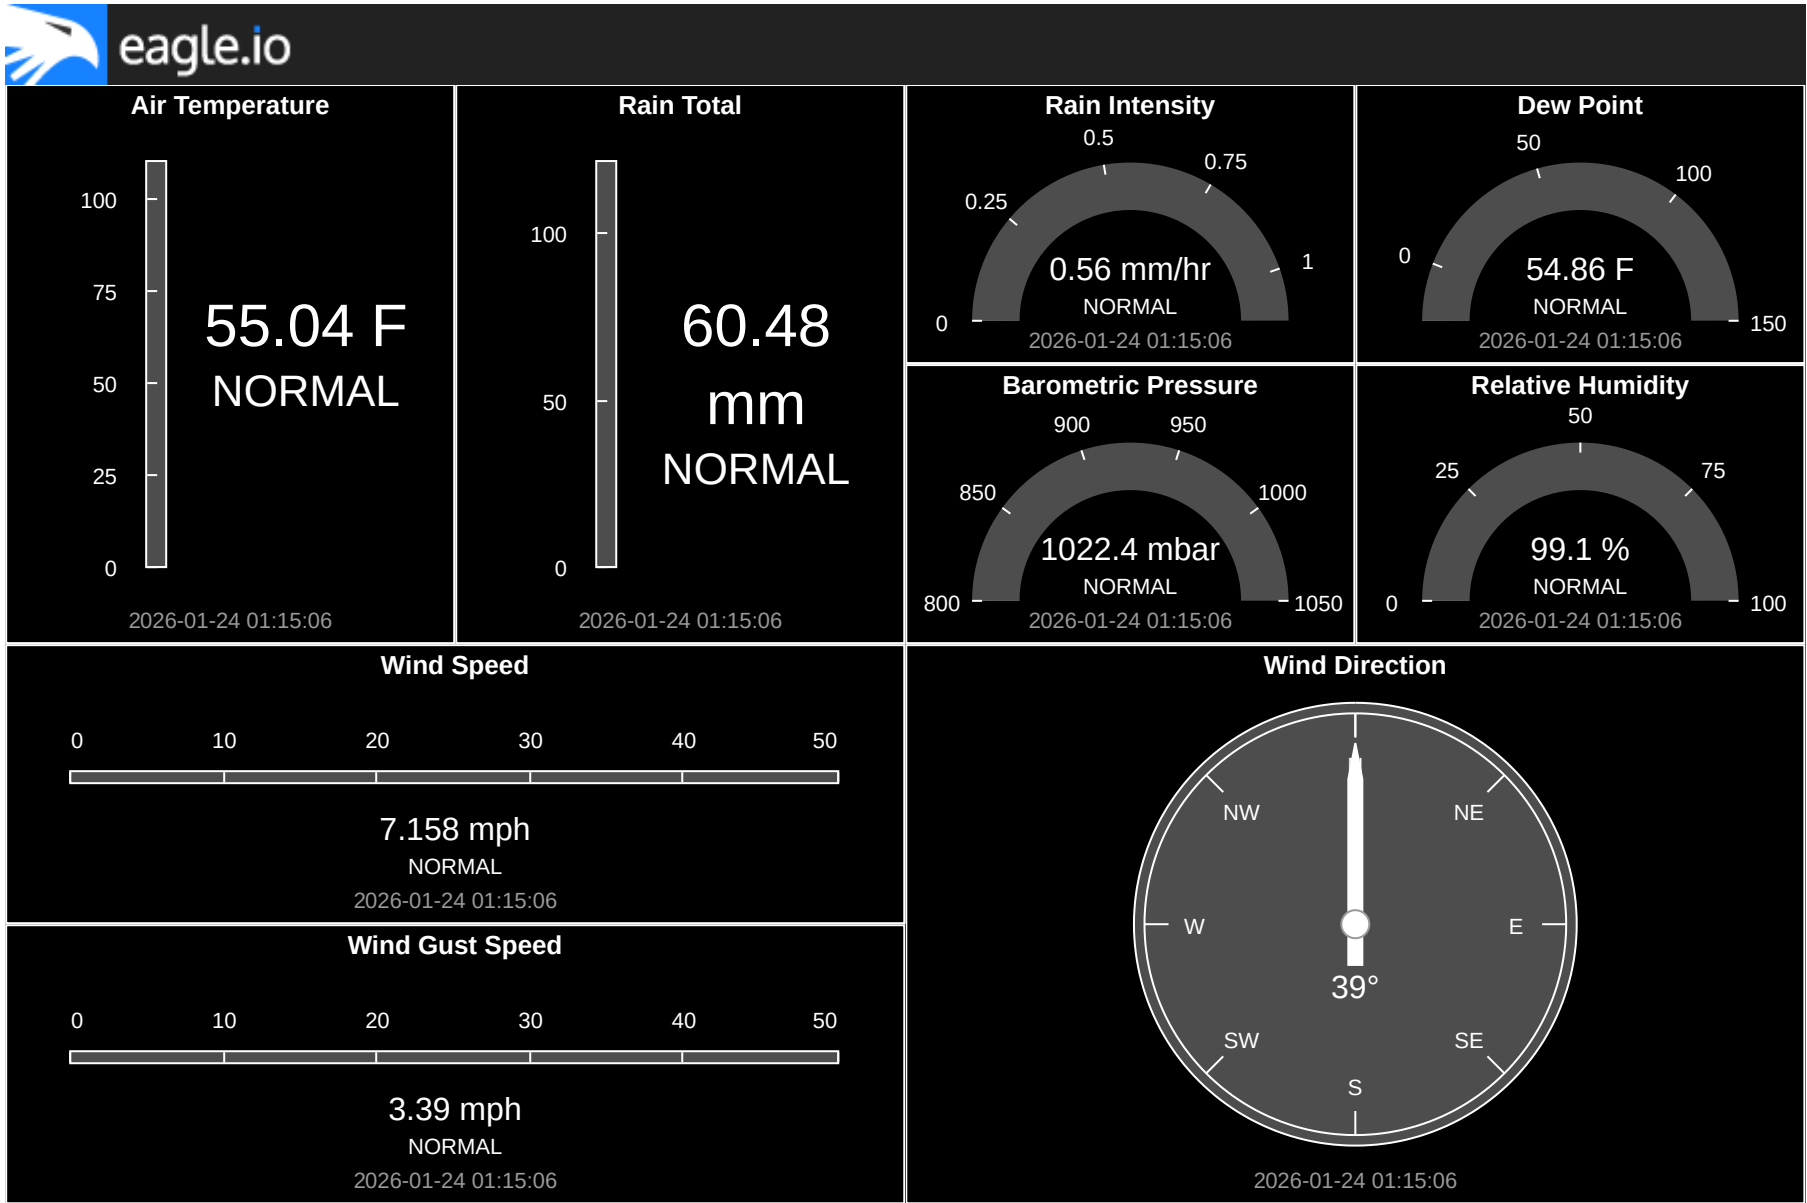 eagle.io
Air Temperature
100
75
50
25
0
55.04 F
NORMAL
2026-01-24 01:15:06
Rain Total
100
50
0
60.48
mm
NORMAL
2026-01-24 01:15:06
Rain Intensity
0
0.25
0.5
0.75
1
0.56 mm/hr
NORMAL
2026-01-24 01:15:06
Dew Point
0
50
100
150
54.86 F
NORMAL
2026-01-24 01:15:06
Barometric Pressure
800
850
900
950
1000
1050
1022.4 mbar
NORMAL
2026-01-24 01:15:06
Relative Humidity
0
25
50
75
100
99.1 %
NORMAL
2026-01-24 01:15:06
Wind Speed
0 10 20 30 40 50
7.158 mph
NORMAL
2026-01-24 01:15:06
Wind Gust Speed
0 10 20 30 40 50
3.39 mph
NORMAL
2026-01-24 01:15:06
Wind Direction
NW NE
W E
39°
SW SE
S
2026-01-24 01:15:06